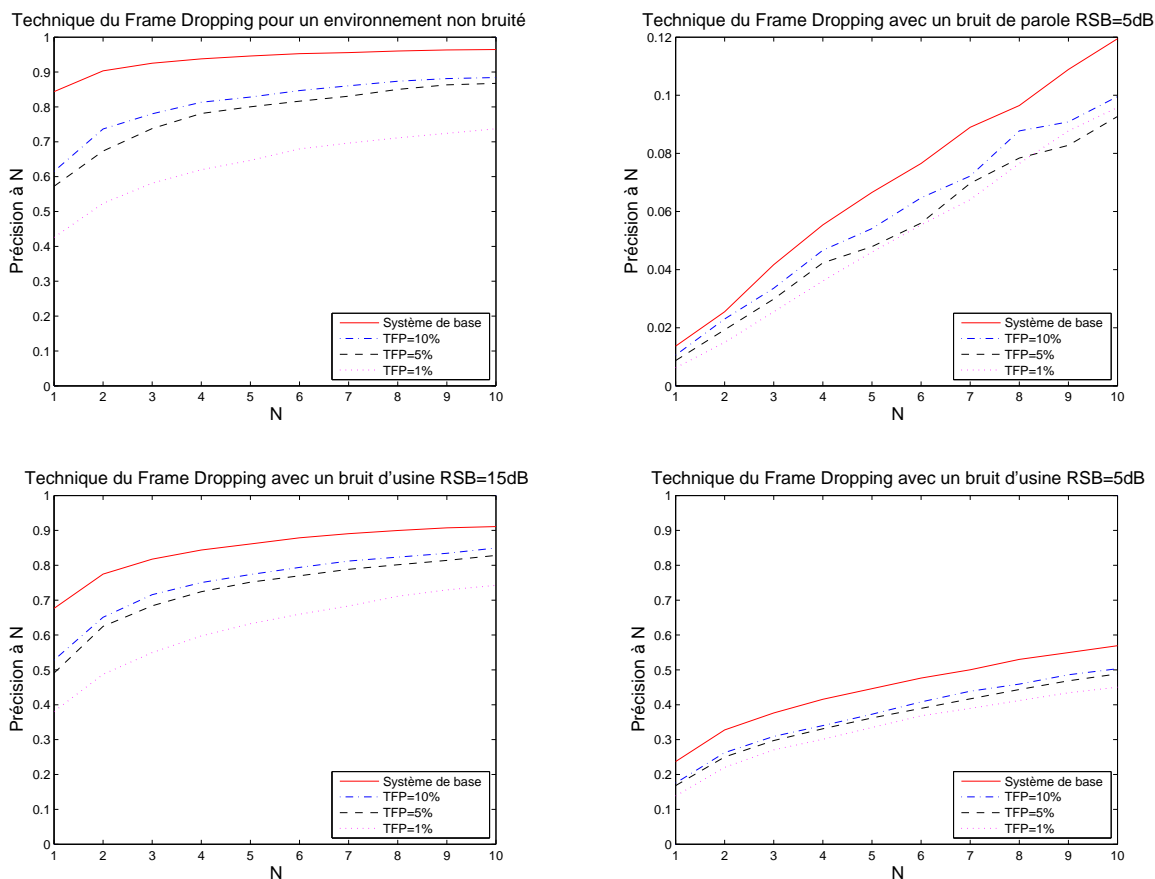 Technique du Frame Dropping pour un environnement non bruité
1
0.9
0.8
0.7
0.6
0.5
0.4
0.3
0.2
0.1
0
Précision à N
1 2 3 4 5 6 7 8 9 10
N
Système de base
TFP=10%
TFP=5%
TFP=1%
Technique du Frame Dropping avec un bruit de parole RSB=5dB
0.12
0.1
0.08
0.06
0.04
0.02
0
Précision à N
1 2 3 4 5 6 7 8 9 10
N
Système de base
TFP=10%
TFP=5%
TFP=1%
Technique du Frame Dropping avec un bruit d'usine RSB=15dB
1
0.9
0.8
0.7
0.6
0.5
0.4
0.3
0.2
0.1
0
Précision à N
1 2 3 4 5 6 7 8 9 10
N
Système de base
TFP=10%
TFP=5%
TFP=1%
Technique du Frame Dropping avec un bruit d'usine RSB=5dB
1
0.9
0.8
0.7
0.6
0.5
0.4
0.3
0.2
0.1
0
Précision à N
1 2 3 4 5 6 7 8 9 10
N
Système de base
TFP=10%
TFP=5%
TFP=1%